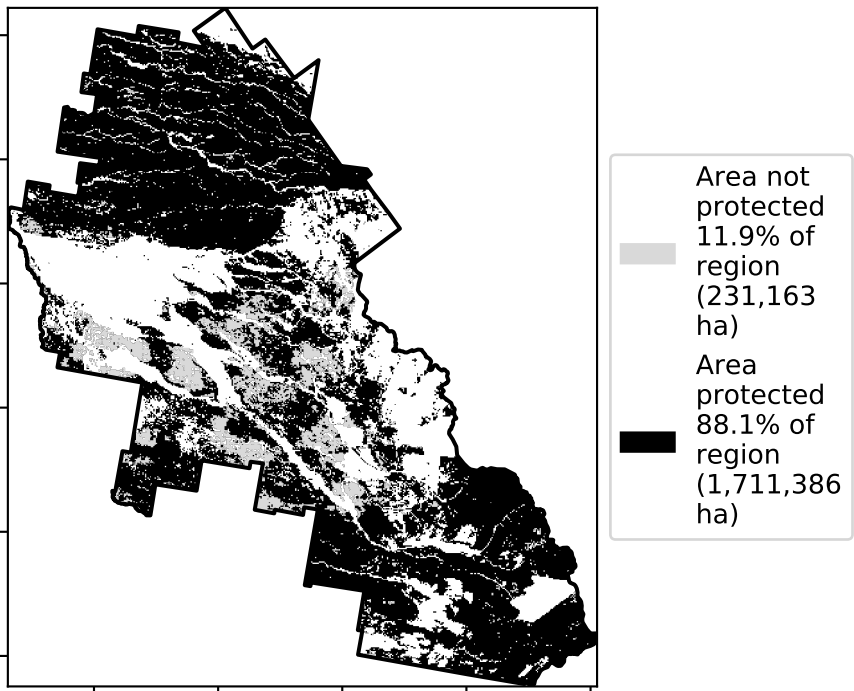 Area not
protected
11.9% of
region
(231,163
ha)
Area
protected
88.1% of
region
(1,711,386
ha)